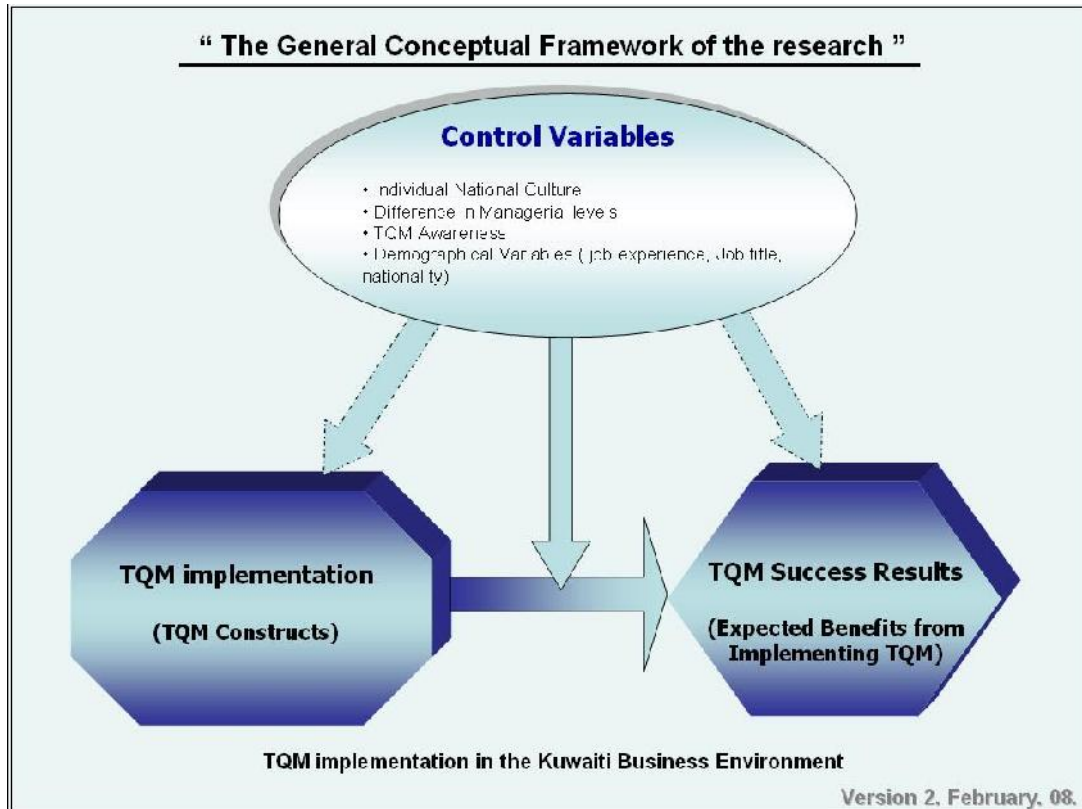 “ The General Conceptual Framework of the research ”
Control Variables
• Individual National Culture
• Difference in Managerial levels
• TQM Awareness
• Demographical Variables ( job experience, Job title,
nationality)
TQM implementation
(TQM Constructs)
TQM Success Results
(Expected Benefits from
Implementing TQM)
TQM implementation in the Kuwaiti Business Environment
Version 2, February, 08.